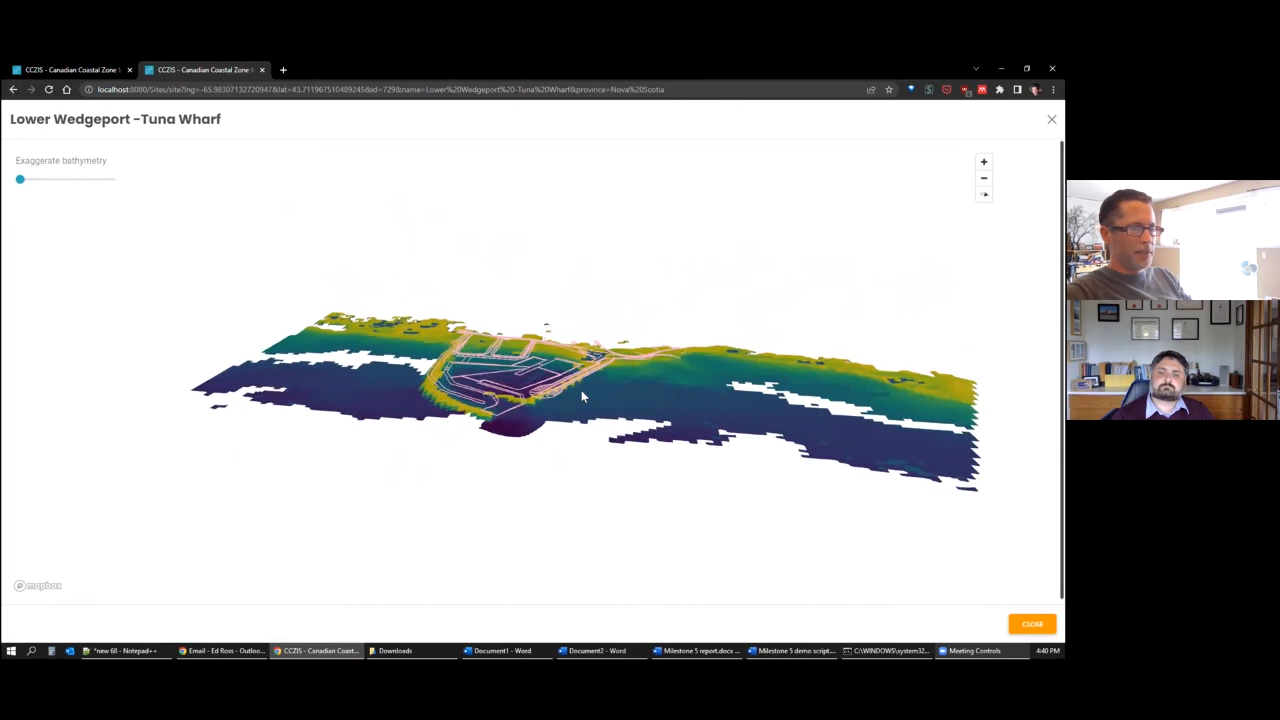 CCZIS - Canadian Coastal Zone I
CCZIS - Canadian Coastal Zone I
localhost:8080/Sites/site?lng=-65.98307132720947&lat=43.711967510489245&id=729&name=Lower%20Wedgeport%20-Tuna%20Wharf&province=Nova%20Scotia
Lower Wedgeport -Tuna Wharf
Exaggerate bathymetry
mapbox
CLOSE
*new 68 - Notepad++
Email - Ed Ross - Outloo...
CCZIS - Canadian Coast...
Downloads
Document1 - Word
Document2 - Word
Milestone 5 report.docx ...
Milestone 5 demo script....
C:\WINDOWS\system32...
Meeting Controls
4:40 PM